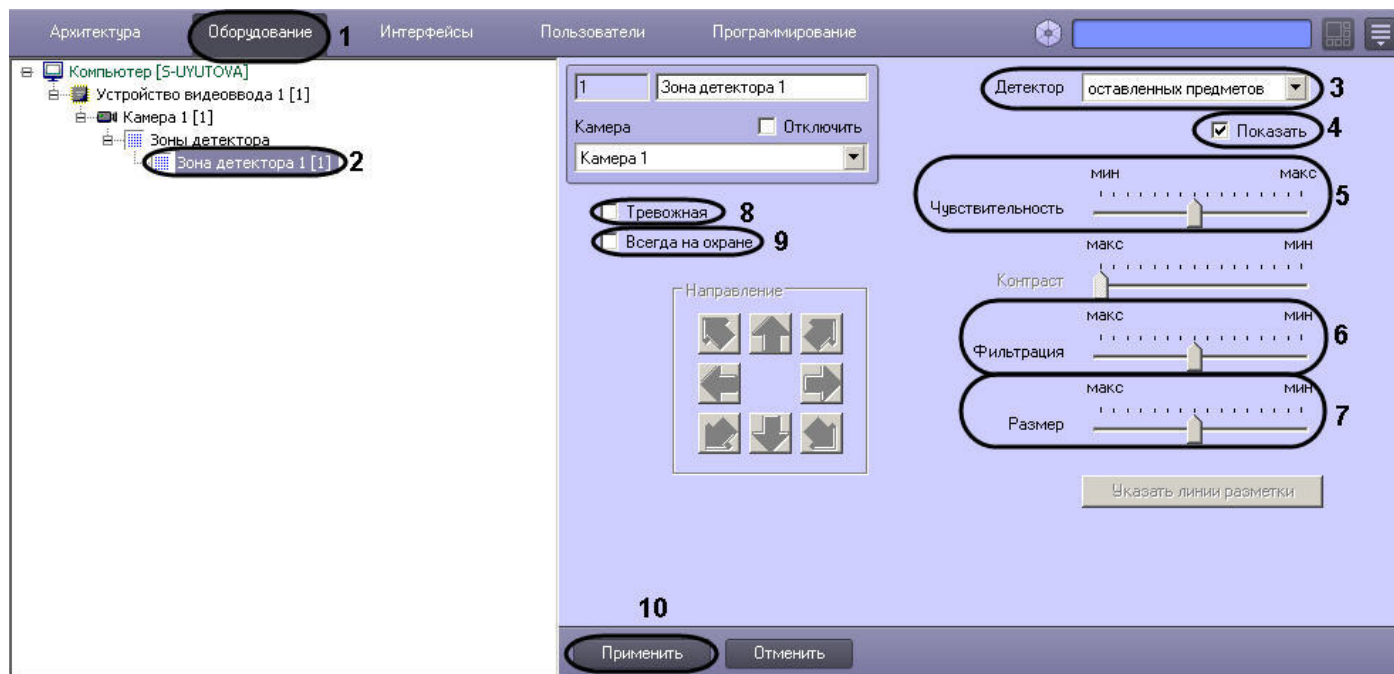 Архитектура Оборудование 1 Интерфейсы Пользователи Программирование
Компьютер [S-UYUTOVA]
Устройство видеоввода 1 [1]
Камера 1 [1]
Зоны детектора
Зона детектора 1 [1] 2
1 Зона детектора 1
Камера Отключить
Камера 1
Детектор оставленных предметов 3
Показать 4
мин макс
Чувствительность 5
Тревожная 8
Всегда на охране 9
макс мин
Контраст
Направление
макс мин
Фильтрация 6
макс мин
Размер 7
Указать линии разметки
10
Применить Отменить